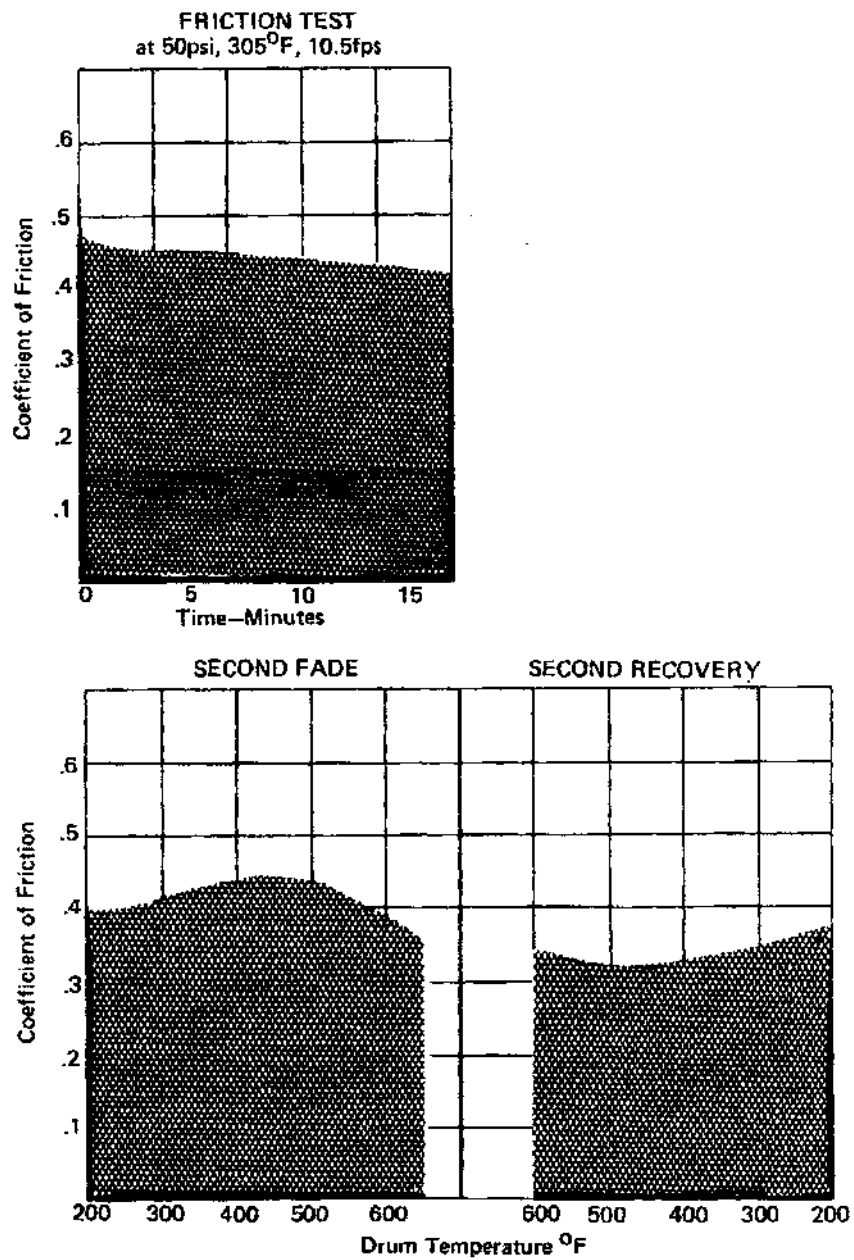 FRICTION TEST
at 50psi, 305°F, 10.5fps
.6
.5
.4
.3
.2
.1
Coefficient of Friction
0 5 10 15
Time—Minutes
SECOND FADE SECOND RECOVERY
.6
.5
.4
.3
.2
.1
Coefficient of Friction
200 300 400 500 600 600 500 400 300 200
Drum Temperature °F